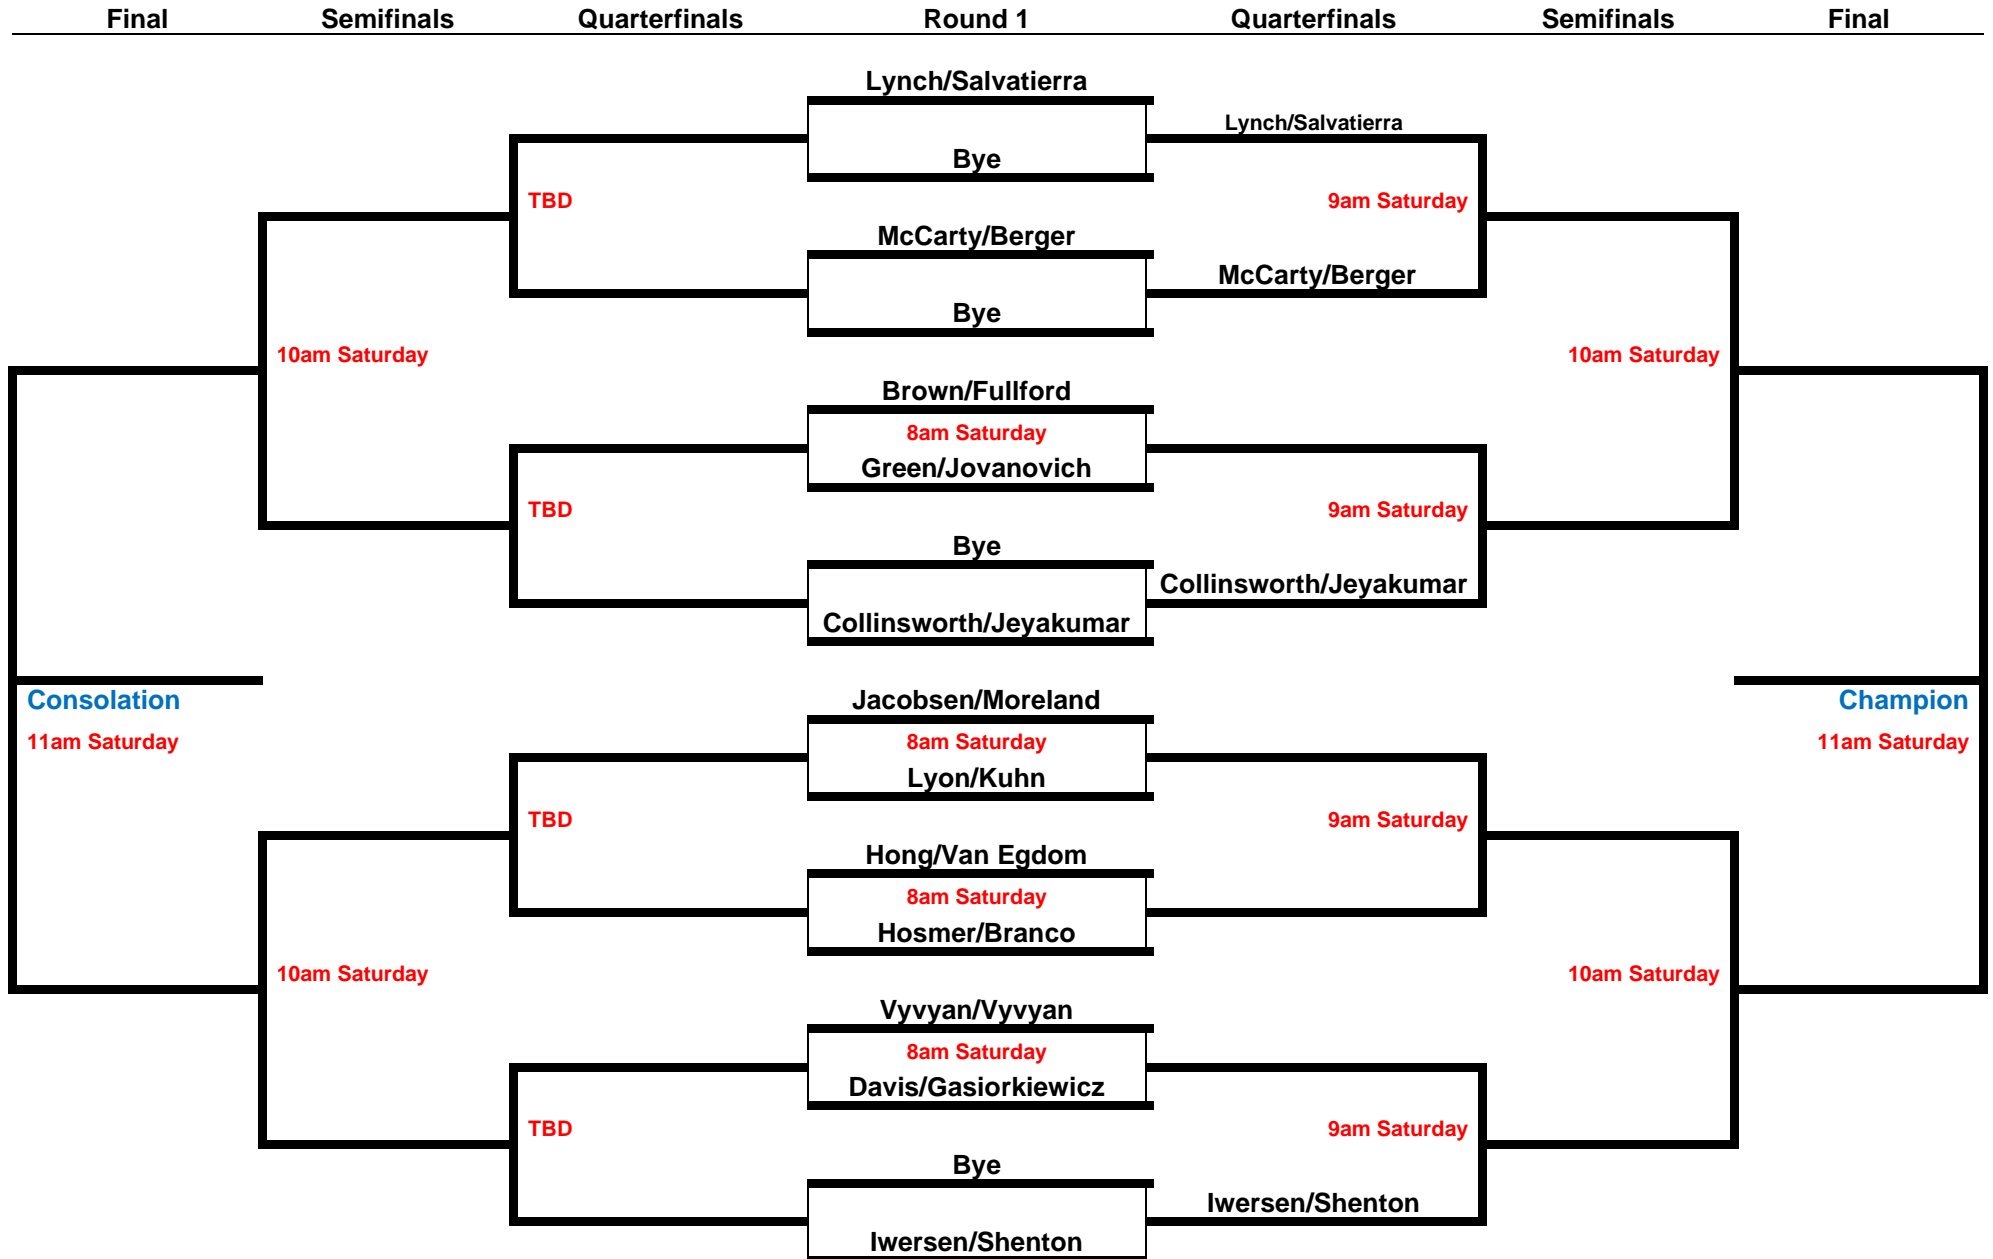 Final Semifinals Quarterfinals Round 1 Quarterfinals Semifinals Final
Lynch/Salvatierra
Lynch/Salvatierra
Bye
TBD 9am Saturday
McCarty/Berger
McCarty/Berger
Bye
10am Saturday 10am Saturday
Brown/Fullford
8am Saturday
Green/Jovanovich
TBD 9am Saturday
Bye
Collinsworth/Jeyakumar
Collinsworth/Jeyakumar
Consolation Jacobsen/Moreland Champion
11am Saturday 8am Saturday 11am Saturday
Lyon/Kuhn
TBD 9am Saturday
Hong/Van Egdom
8am Saturday
Hosmer/Branco
10am Saturday 10am Saturday
Vyvyan/Vyvyan
8am Saturday
Davis/Gasiorkiewicz
TBD 9am Saturday
Bye
Iwersen/Shenton
Iwersen/Shenton